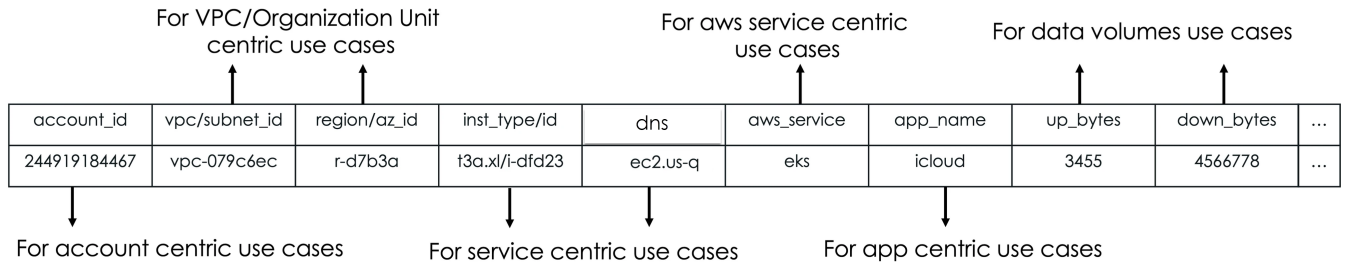 For VPC/Organization Unit
centric use cases
For aws service centric
use cases
For data volumes use cases
account_id vpc/subnet_id region/az_id inst_type/id dns aws_service app_name up_bytes down_bytes ...
244919184467 vpc-079c6ec r-d7b3a t3a.xl/i-dfd23 ec2.us-q eks icloud 3455 4566778 ...
For account centric use cases
For service centric use cases
For app centric use cases